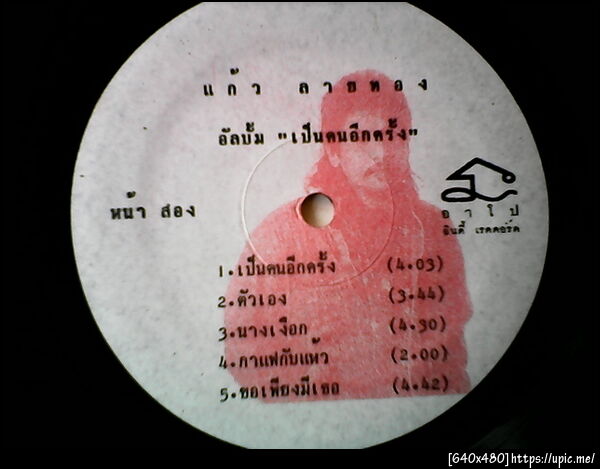 แก้ว ลายทอง
อัลบั้ม "เป็นคนอีกครั้ง"
หน้า สอง
อาโป
อินดี้ เรคคอร์ด
1.เป็นคนอีกครั้ง (4.03)
2.ตัวเอง (3.44)
3.นางเงือก (4.30)
4.กาแฟกับแห้ว (2.00)
5.ขอเพียงมีเธอ (4.42)
[640x480]https://upic.me/